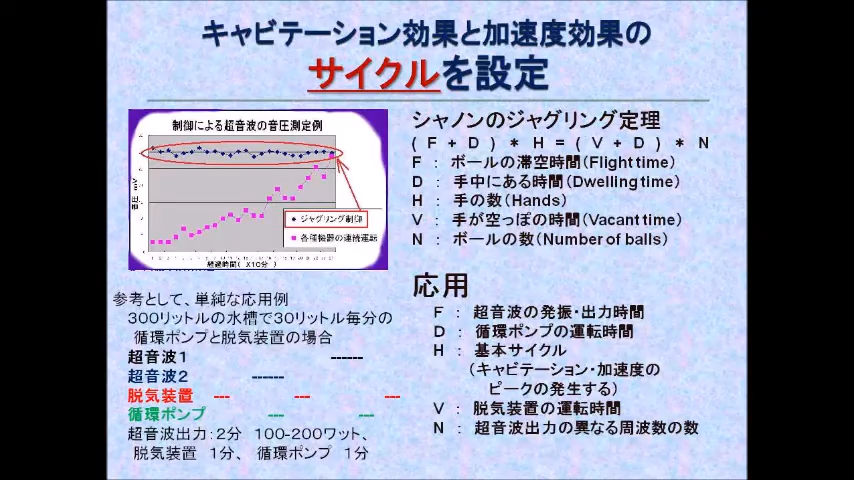 キャビテーション効果と加速度効果の
サイクルを設定
制御による超音波の音圧測定例
音圧 mV
ジャグリング制御
各種機器の連続運転
経過時間( X10分 )
シャノンのジャグリング定理
( F + D ) * H = ( V + D ) * N
F : ボールの滞空時間(Flight time)
D : 手中にある時間(Dwelling time)
H : 手の数(Hands)
V : 手が空っぽの時間(Vacant time)
N : ボールの数(Number of balls)
応用
F : 超音波の発振・出力時間
D : 循環ポンプの運転時間
H : 基本サイクル
(キャビテーション・加速度の
ピークの発生する)
V : 脱気装置の運転時間
N : 超音波出力の異なる周波数の数
参考として、単純な応用例
300リットルの水槽で30リットル毎分の
循環ポンプと脱気装置の場合
超音波1 ------
超音波2 ------
脱気装置 --- --- ---
循環ポンプ --- ---
超音波出力:2分 100-200ワット、
脱気装置 1分、 循環ポンプ 1分